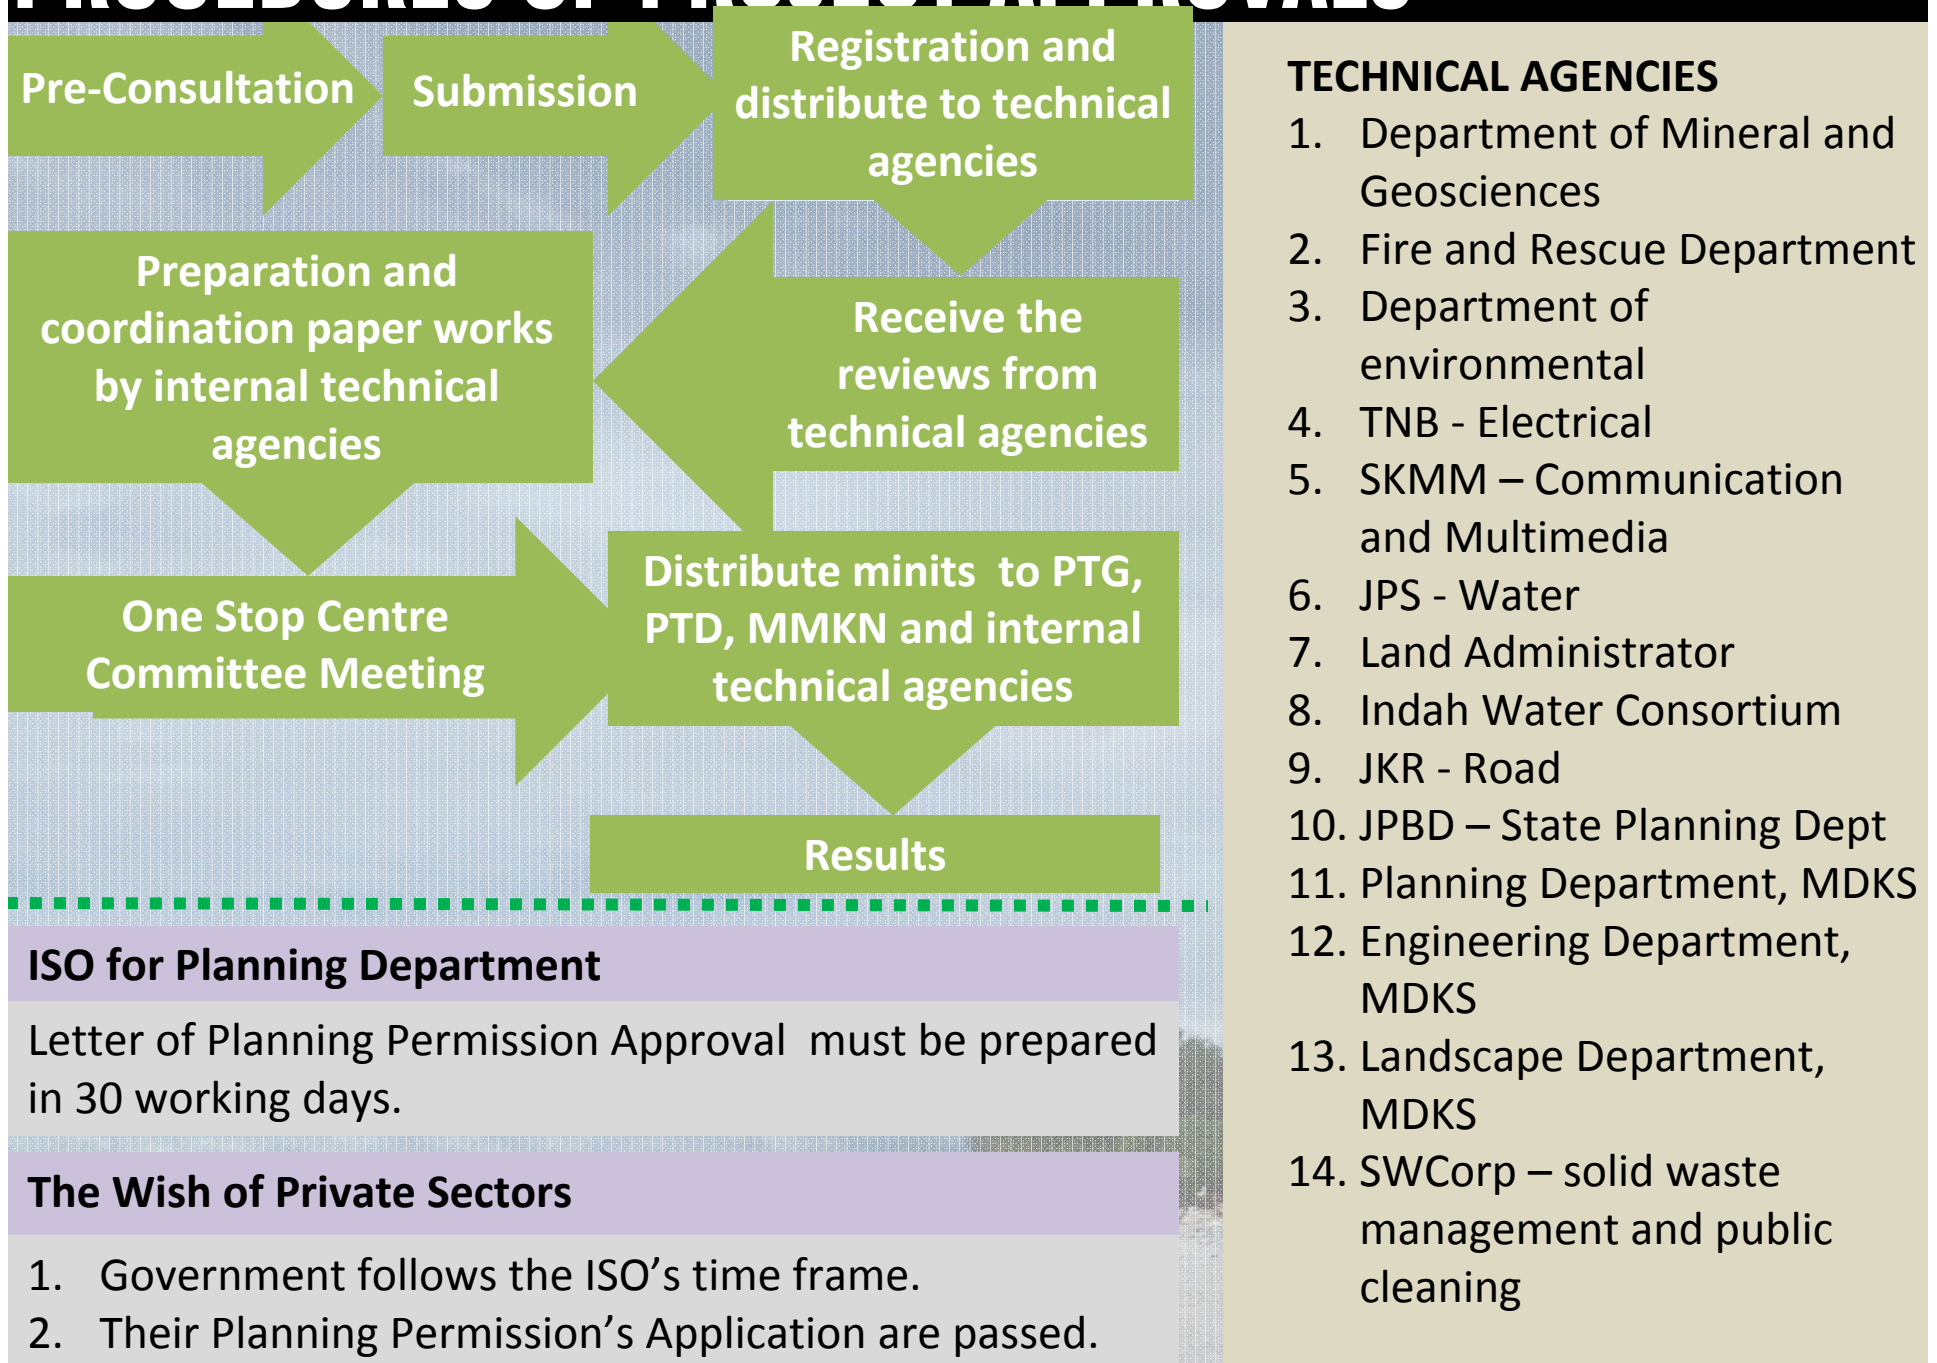 PROCEDURES OF PROJECT APPROVALS
Pre-Consultation
Submission
Registration and
distribute to technical
agencies
Receive the
reviews from
technical agencies
Preparation and
coordination paper works
by internal technical
agencies
One Stop Centre
Committee Meeting
Distribute minits  to PTG,
PTD, MMKN and internal
technical agencies
Results
ISO for Planning Department
Letter of Planning Permission Approval  must be prepared
in 30 working days.
The Wish of Private Sectors
1. Government follows the ISO’s time frame.
2. Their Planning Permission’s Application are passed.
TECHNICAL AGENCIES
1. Department of Mineral and
Geosciences
2. Fire and Rescue Department
3. Department of
environmental
4. TNB - Electrical
5. SKMM – Communication
and Multimedia
6. JPS - Water
7. Land Administrator
8. Indah Water Consortium
9. JKR - Road
10. JPBD – State Planning Dept
11. Planning Department, MDKS
12. Engineering Department,
MDKS
13. Landscape Department,
MDKS
14. SWCorp – solid waste
management and public
cleaning